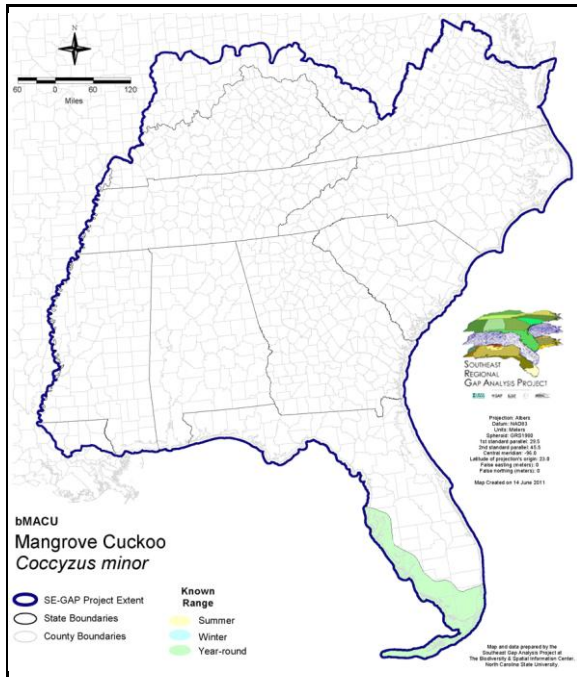 N
60 0 60 120
Miles
SOUTHEAST
REGIONAL
GAP ANALYSIS PROJECT
Projection: Albers
Datum: NAD83
Units: Meters
Spheroid: GRS1980
1st standard parallel: 29.5
2nd standard parallel: 45.5
Central meridian: -96.0
Latitude of projection's origin: 23.0
False easting (meters): 0
False northing (meters): 0
Map Created on 14 June 2011
bMACU
Mangrove Cuckoo
Coccyzus minor
SE-GAP Project Extent
State Boundaries
County Boundaries
Known
Range
Summer
Winter
Year-round
Map and data prepared by the
Southeast Gap Analysis Project at
The Biodiversity & Spatial Information Center,
North Carolina State University.